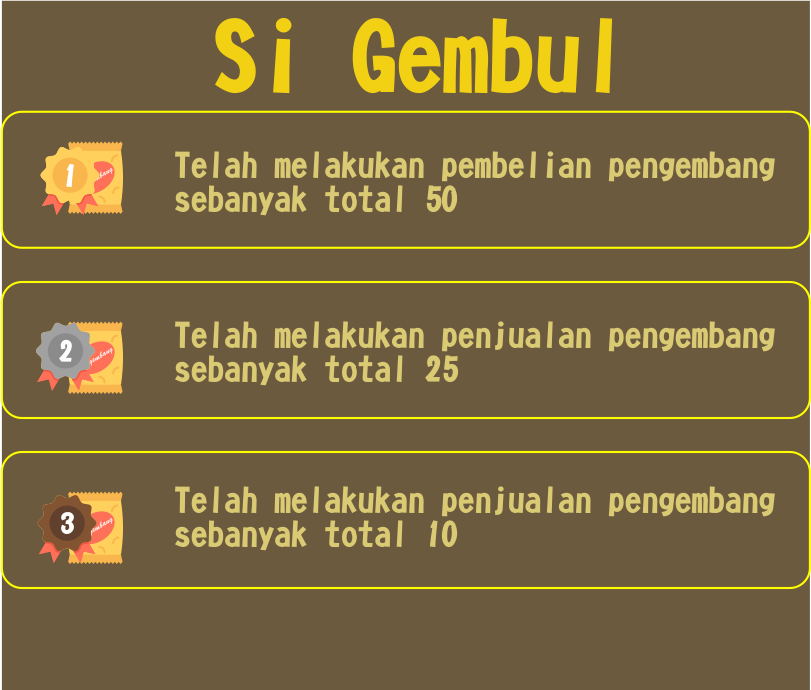 Si Gembul
1
Telah melakukan pembelian pengembang
sebanyak total 50
2
Telah melakukan penjualan pengembang
sebanyak total 25
3
Telah melakukan penjualan pengembang
sebanyak total 10